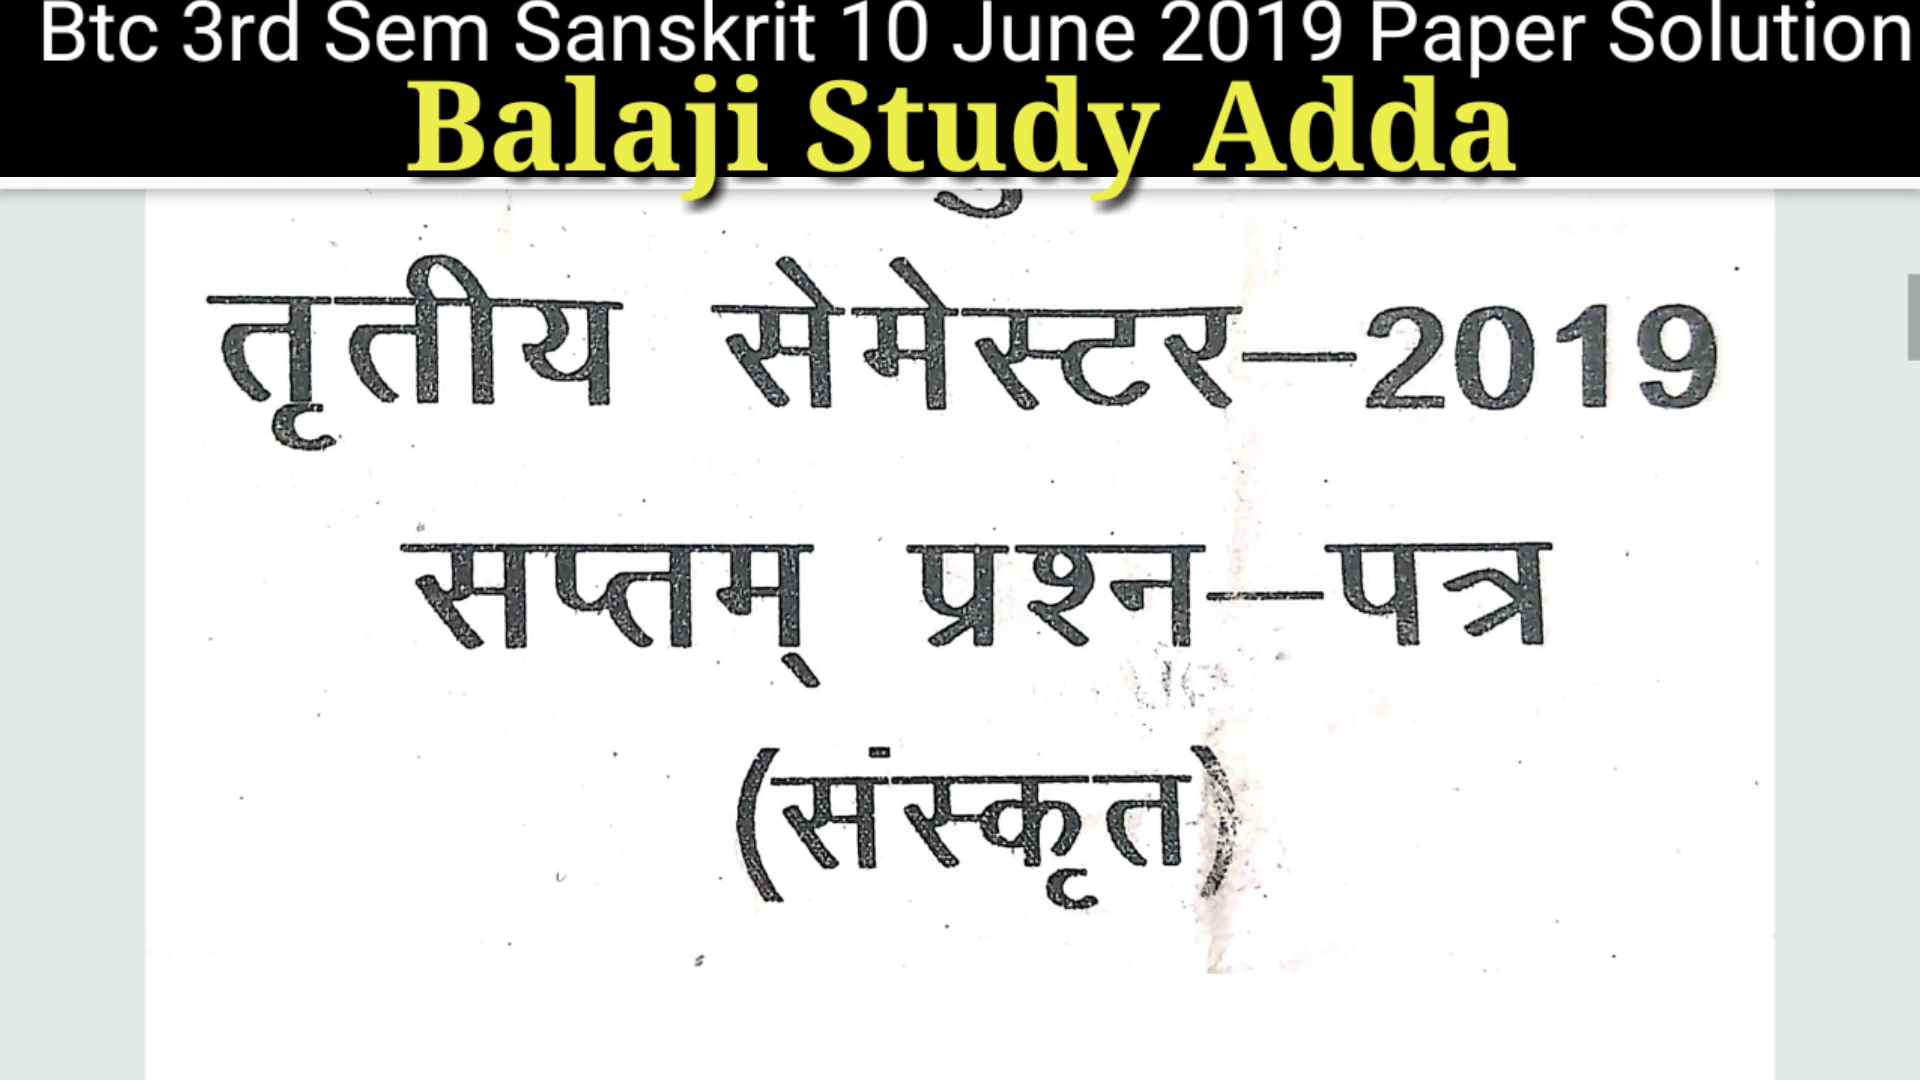 Btc 3rd Sem Sanskrit 10 June 2019 Paper Solution
Balaji Study Adda
तृतीय सेमेस्टर—2019
सप्तम् प्रश्न—पत्र
(संस्कृत)